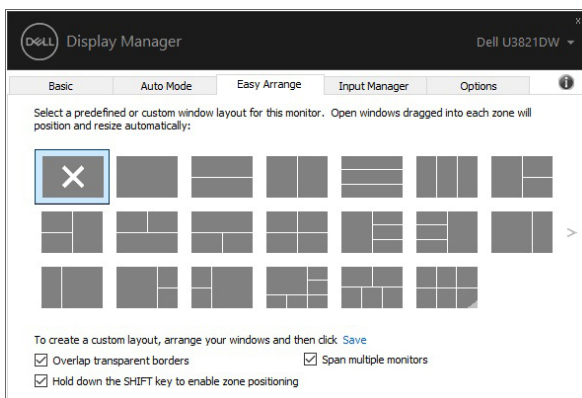 x
DELL Display Manager Dell U3821DW
Basic Auto Mode Easy Arrange Input Manager Options i
Select a predefined or custom window layout for this monitor. Open windows dragged into each zone will
position and resize automatically:
>
To create a custom layout, arrange your windows and then click Save
Overlap transparent borders Span multiple monitors
Hold down the SHIFT key to enable zone positioning